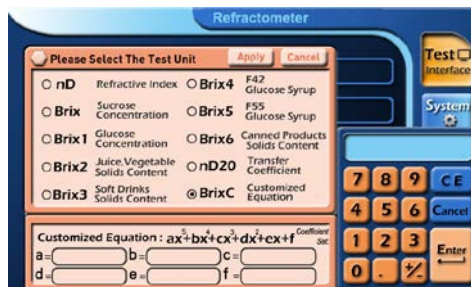 Refractometer
Please Select The Test Unit Apply Cancel
nD Refractive Index
Brix4 F42 Glucose Syrup
Brix Sucrose Concentration
Brix5 F55 Glucose Syrup
Brix1 Glucose Concentration
Brix6 Canned Products Solids Content
Brix2 Juice,Vegetable Solids Content
nD20 Transfer Coefficient
Brix3 Soft Drinks Solids Content
BrixC Customized Equation
Customized Equation : ax⁵+bx⁴+cx³+dx²+ex+f Coefficient Set:
a= b= c=
d= e= f=
Test
Interface
System
7 8 9 CE
4 5 6 Cancel
1 2 3 Enter
0 . +/-